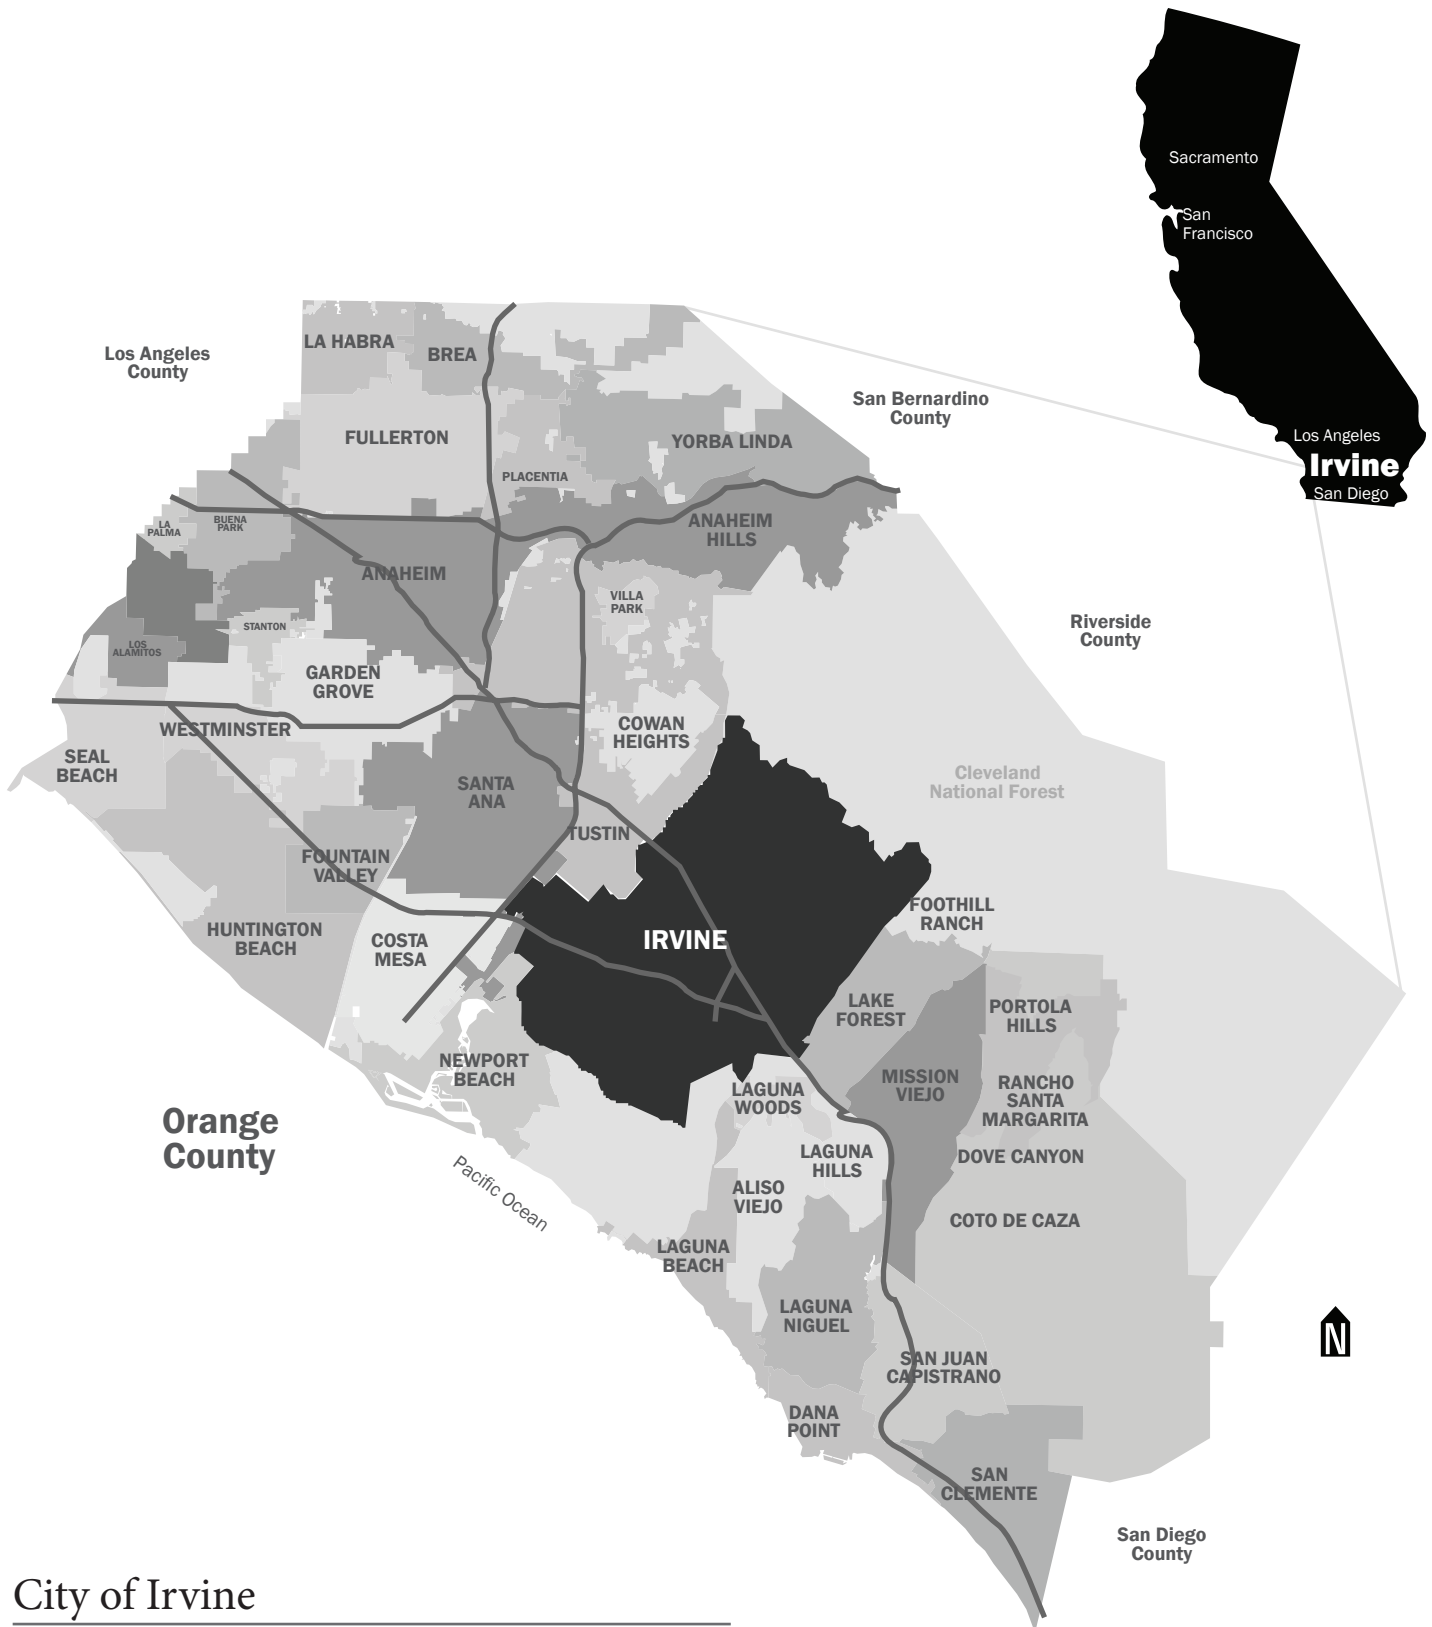 Sacramento
San
Francisco
Los Angeles
Irvine
San Diego
Los Angeles
County
San Bernardino
County
Riverside
County
LA HABRA
BREA
FULLERTON
YORBA LINDA
PLACENTIA
LA
PALMA
BUENA
PARK
ANAHEIM
HILLS
ANAHEIM
VILLA
PARK
STANTON
LOS
ALAMITOS
GARDEN
GROVE
WESTMINSTER
COWAN
HEIGHTS
SEAL
BEACH
SANTA
ANA
Cleveland
National Forest
TUSTIN
FOUNTAIN
VALLEY
HUNTINGTON
BEACH
COSTA
MESA
IRVINE
FOOTHILL
RANCH
LAKE
FOREST
PORTOLA
HILLS
NEWPORT
BEACH
LAGUNA
WOODS
MISSION
VIEJO
RANCHO
SANTA
MARGARITA
Orange
County
Pacific Ocean
LAGUNA
HILLS
DOVE CANYON
ALISO
VIEJO
COTO DE CAZA
LAGUNA
BEACH
LAGUNA
NIGUEL
N
SAN JUAN
CAPISTRANO
DANA
POINT
SAN
CLEMENTE
San Diego
County
City of Irvine